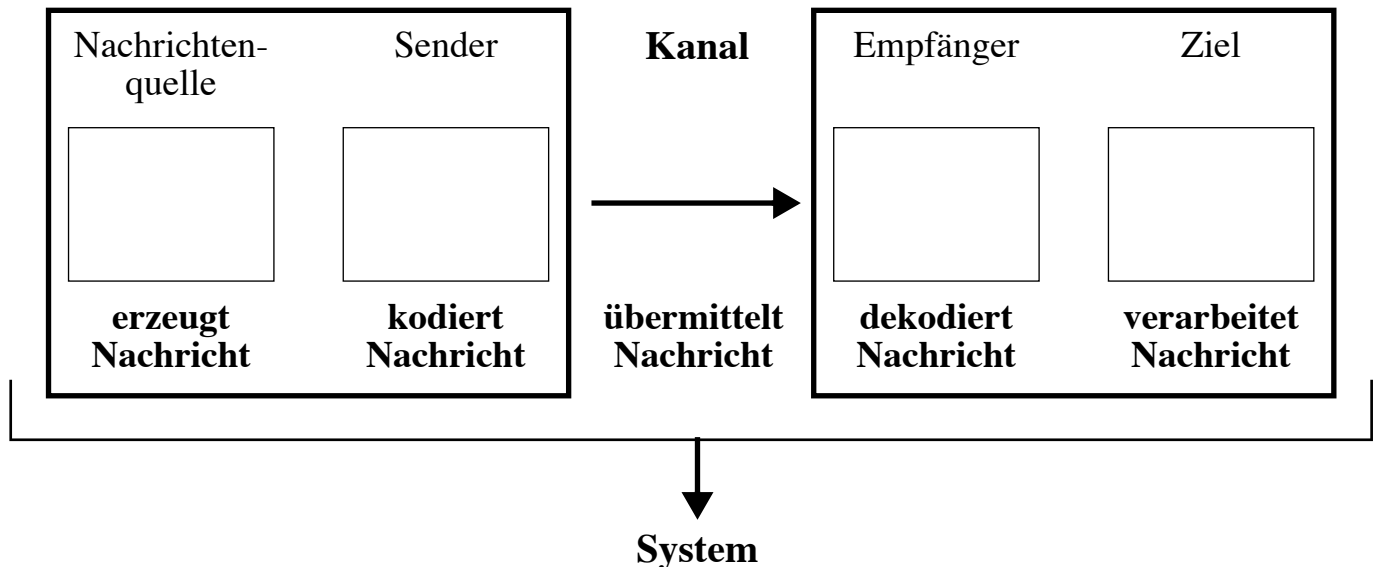 Nachrichten-
quelle
Sender
Kanal
Empfänger
Ziel
erzeugt
Nachricht
kodiert
Nachricht
übermittelt
Nachricht
dekodiert
Nachricht
verarbeitet
Nachricht
System